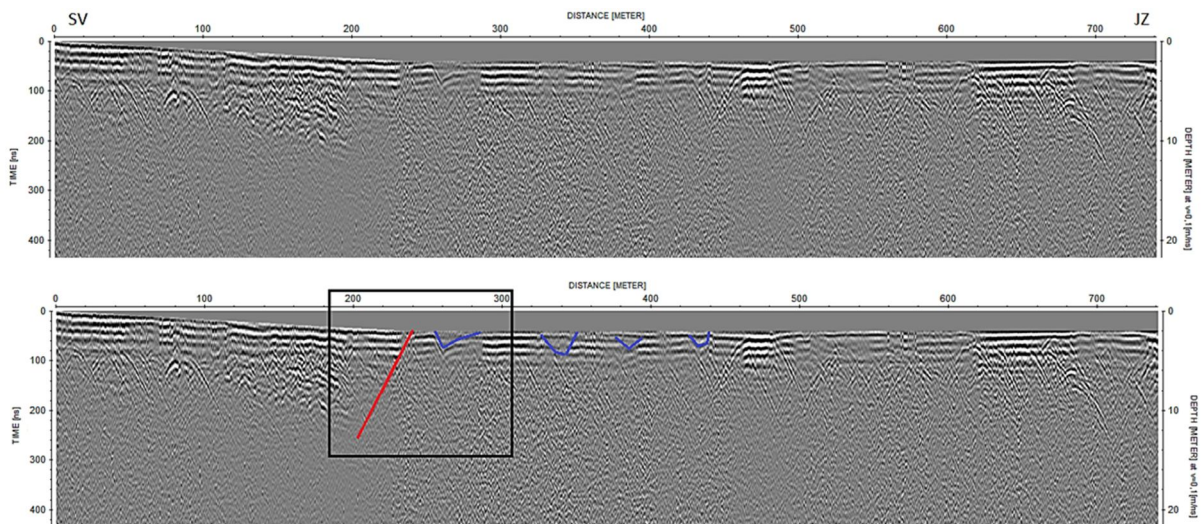 SV
DISTANCE [METER]
JZ
0 100 200 300 400 500 600 700
TIME [ns]
0
100
200
300
400
DEPTH [METER] at v=0,1[m/ns]
0
10
20
DISTANCE [METER]
0 100 200 300 400 500 600 700
TIME [ns]
0
100
200
300
400
DEPTH [METER] at v=0,1[m/ns]
0
10
20